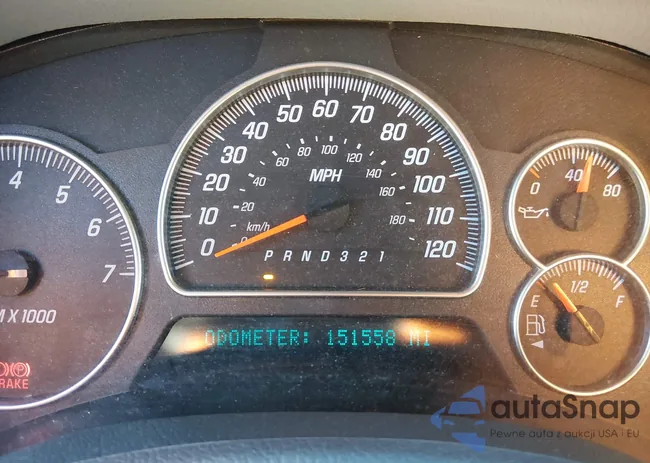 60
50 70
40 80
30 90
20 100
10 110
0 120
80 100 120
60 140
40 160
20 180
0
MPH
km/h
P R N D 3 2 1
4
5
6
7
M X 1000
BRAKE
0 40 80
1/2
E F
ODOMETER: 151558 MI
autaSnap
Pewne auta z aukcji USA i EU